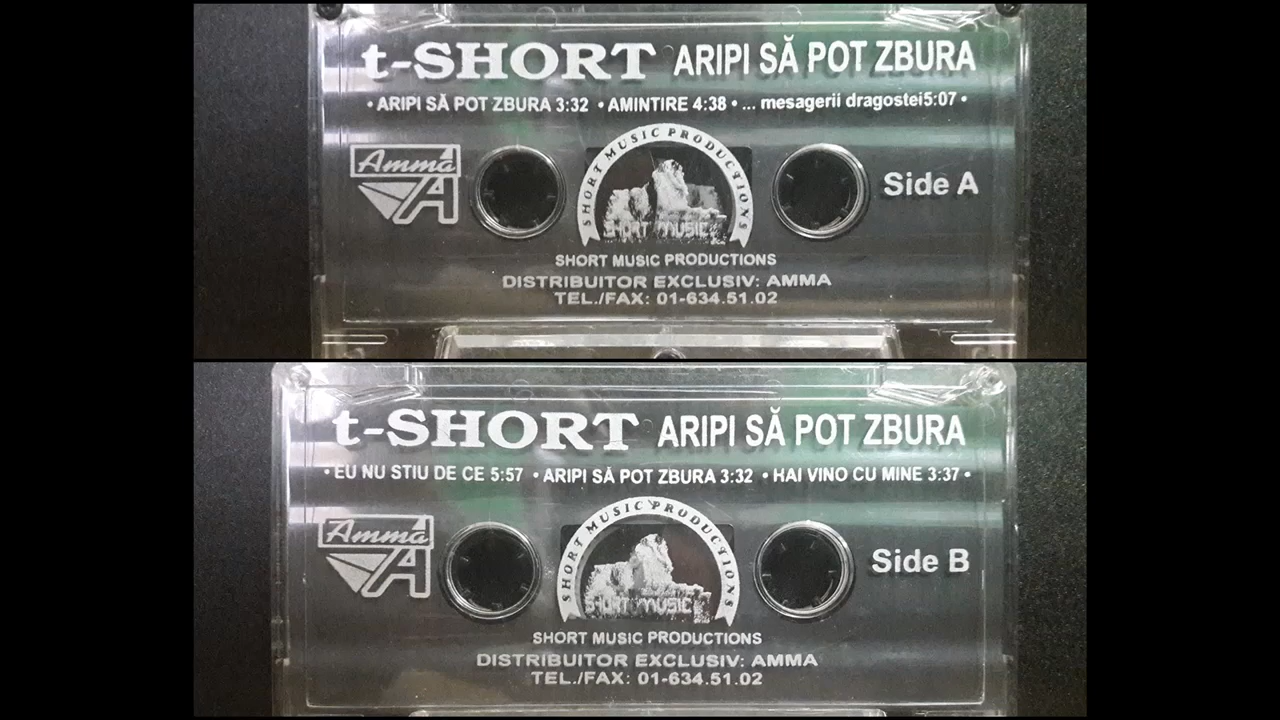 t-SHORT ARIPI SĂ POT ZBURA
• ARIPI SĂ POT ZBURA 3:32 • AMINTIRE 4:38 • ... mesagerii dragostei5:07 •
Amma
A
SHORT MUSIC PRODUCTIONS
SHORT MUSIC
Side A
SHORT MUSIC PRODUCTIONS
DISTRIBUITOR EXCLUSIV: AMMA
TEL./FAX: 01-634.51.02
t-SHORT ARIPI SĂ POT ZBURA
• EU NU STIU DE CE 5:57 • ARIPI SĂ POT ZBURA 3:32 • HAI VINO CU MINE 3:37 •
Amma
A
SHORT MUSIC PRODUCTIONS
SHORT MUSIC
Side B
SHORT MUSIC PRODUCTIONS
DISTRIBUITOR EXCLUSIV: AMMA
TEL./FAX: 01-634.51.02